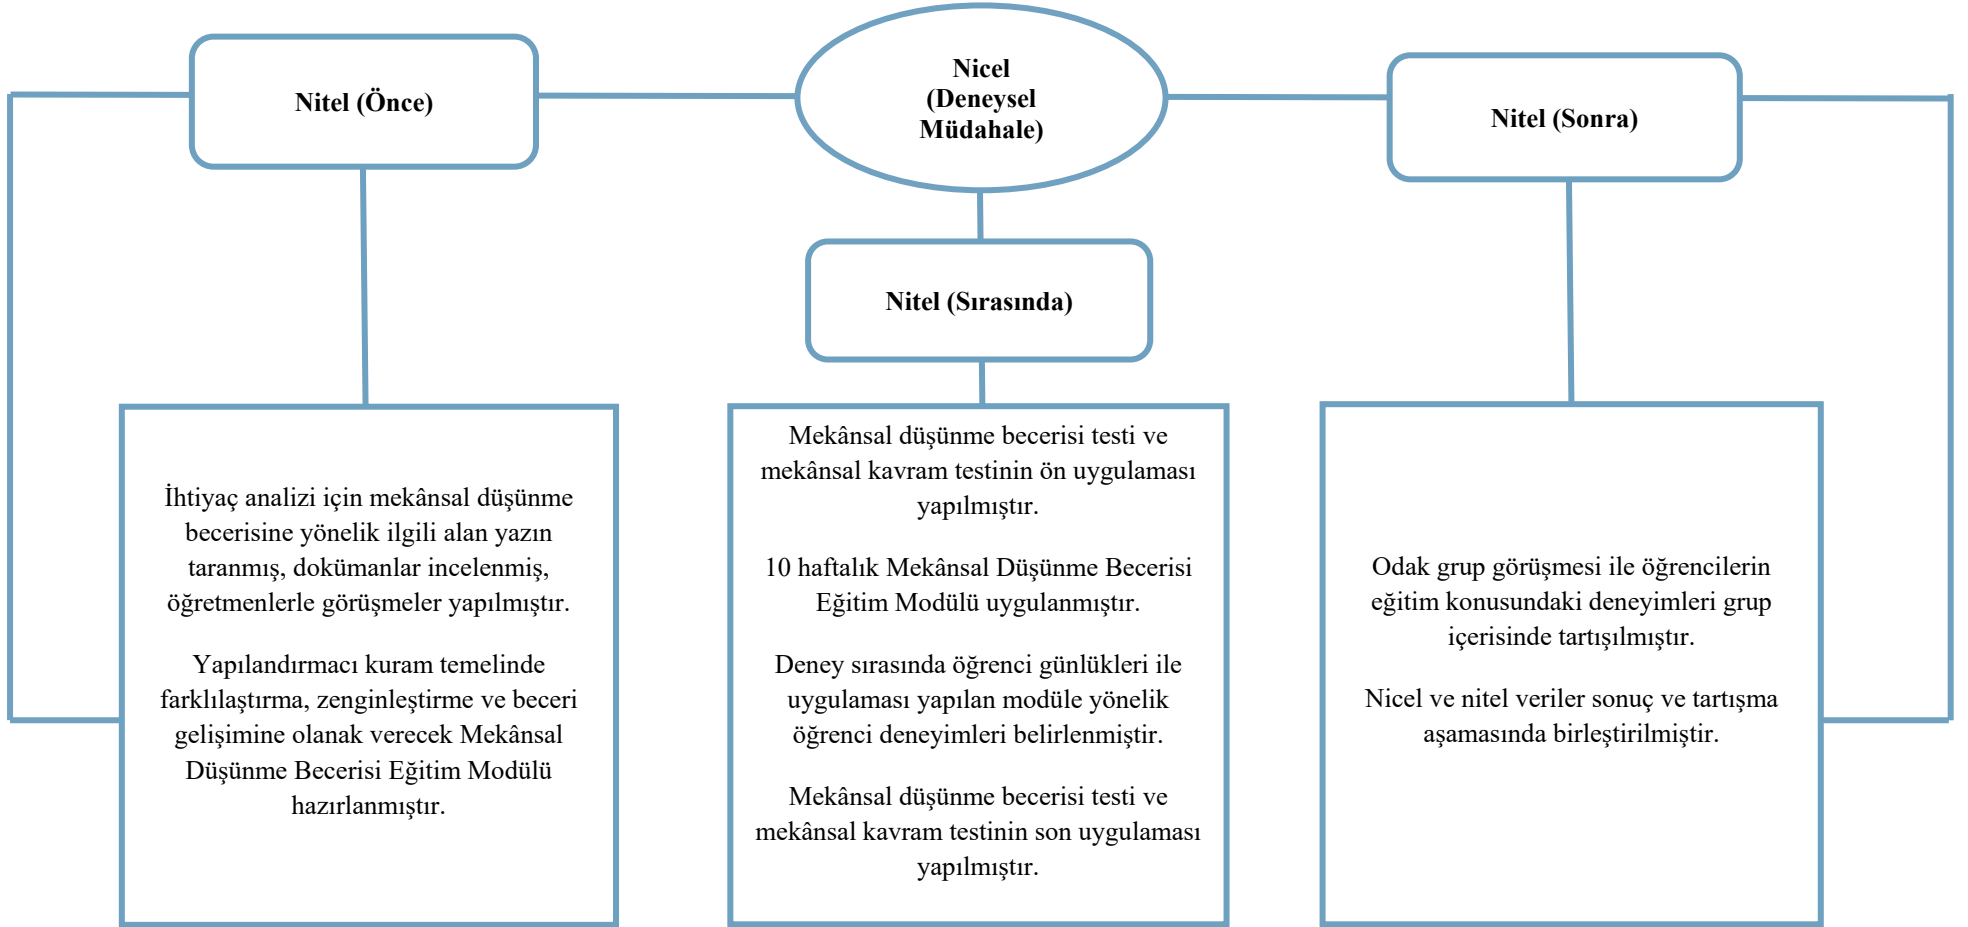 Nitel (Önce)
Nicel
(Deneysel
Müdahale)
Nitel (Sonra)
Nitel (Sırasında)
İhtiyaç analizi için mekânsal düşünme
becerisine yönelik ilgili alan yazın
taranmış, dokümanlar incelenmiş,
öğretmenlerle görüşmeler yapılmıştır.
Yapılandırmacı kuram temelinde
farklılaştırma, zenginleştirme ve beceri
gelişimine olanak verecek Mekânsal
Düşünme Becerisi Eğitim Modülü
hazırlanmıştır.
Mekânsal düşünme becerisi testi ve
mekânsal kavram testinin ön uygulaması
yapılmıştır.
10 haftalık Mekânsal Düşünme Becerisi
Eğitim Modülü uygulanmıştır.
Deney sırasında öğrenci günlükleri ile
uygulaması yapılan modüle yönelik
öğrenci deneyimleri belirlenmiştir.
Mekânsal düşünme becerisi testi ve
mekânsal kavram testinin son uygulaması
yapılmıştır.
Odak grup görüşmesi ile öğrencilerin
eğitim konusundaki deneyimleri grup
içerisinde tartışılmıştır.
Nicel ve nitel veriler sonuç ve tartışma
aşamasında birleştirilmiştir.